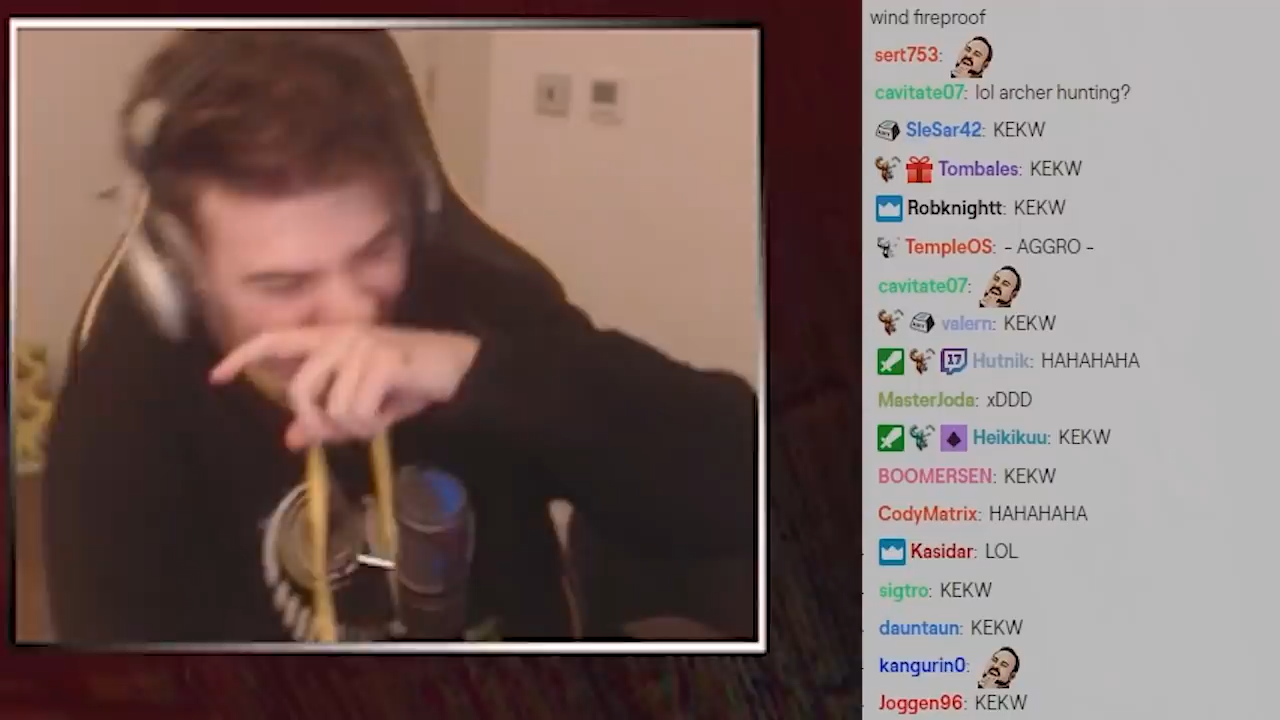 wind fireproof
sert753:
cavitate07: lol archer hunting?
SleSar42: KEKW
Tombales: KEKW
Robknightt: KEKW
TempleOS: - AGGRO -
cavitate07:
valern: KEKW
17 Hutnik: HAHAHAHA
MasterJoda: xDDD
Heikikuu: KEKW
BOOMERSEN: KEKW
CodyMatrix: HAHAHAHA
Kasidar: LOL
sigtro: KEKW
dauntaun: KEKW
kangurin0:
Joggen96: KEKW